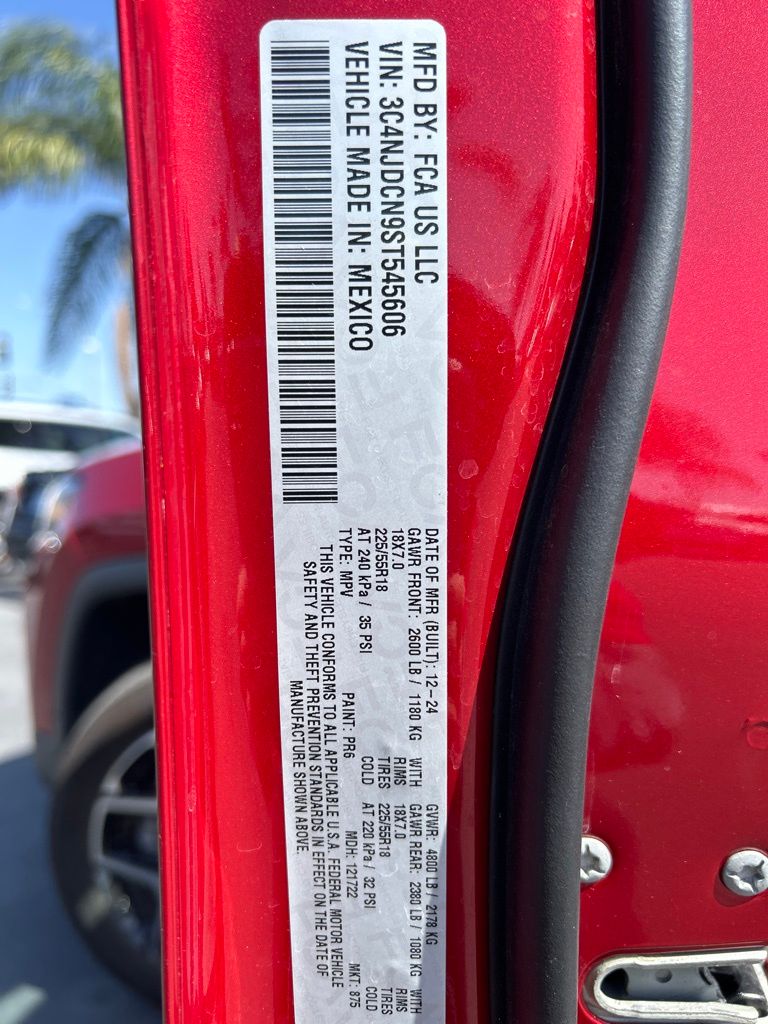 MFD BY: FCA US LLC
VIN: 3C4NJDCN9ST545606
VEHICLE MADE IN: MEXICO
DATE OF MFR (BUILT): 12-24 GVWR: 4800 LB / 2178 KG
GAWR FRONT: 2600 LB / 1180 KG WITH GAWR REAR: 2380 LB / 1080 KG WITH
18X7.0 RIMS 18X7.0 RIMS
225/55R18 TIRES 225/55R18 TIRES
AT 240 kPa / 35 PSI COLD AT 220 kPa / 32 PSI COLD
TYPE: MPV PAINT: PR6 MDH: 121722 MKT: 875
THIS VEHICLE CONFORMS TO ALL APPLICABLE U.S.A. FEDERAL MOTOR VEHICLE
SAFETY AND THEFT PREVENTION STANDARDS IN EFFECT ON THE DATE OF
MANUFACTURE SHOWN ABOVE.